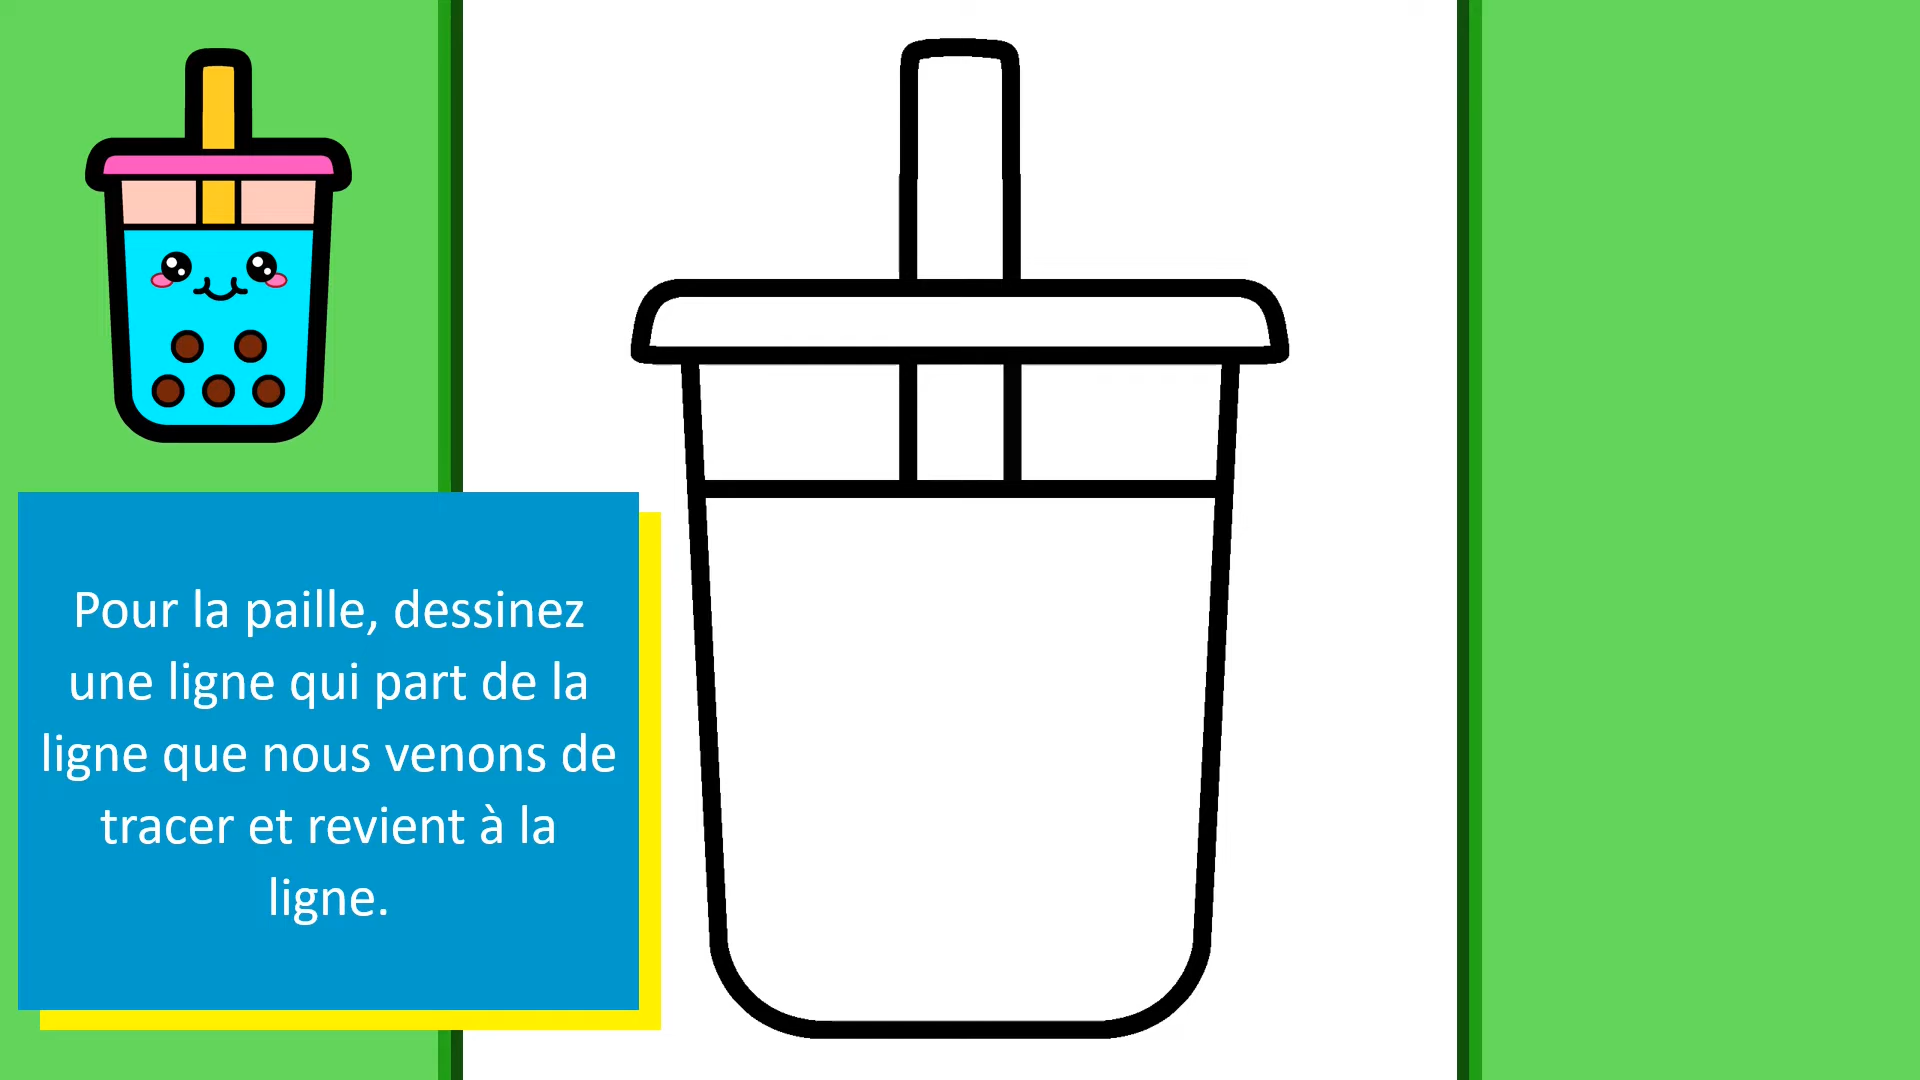 Pour la paille, dessinez
une ligne qui part de la
ligne que nous venons de
tracer et revient à la
ligne.